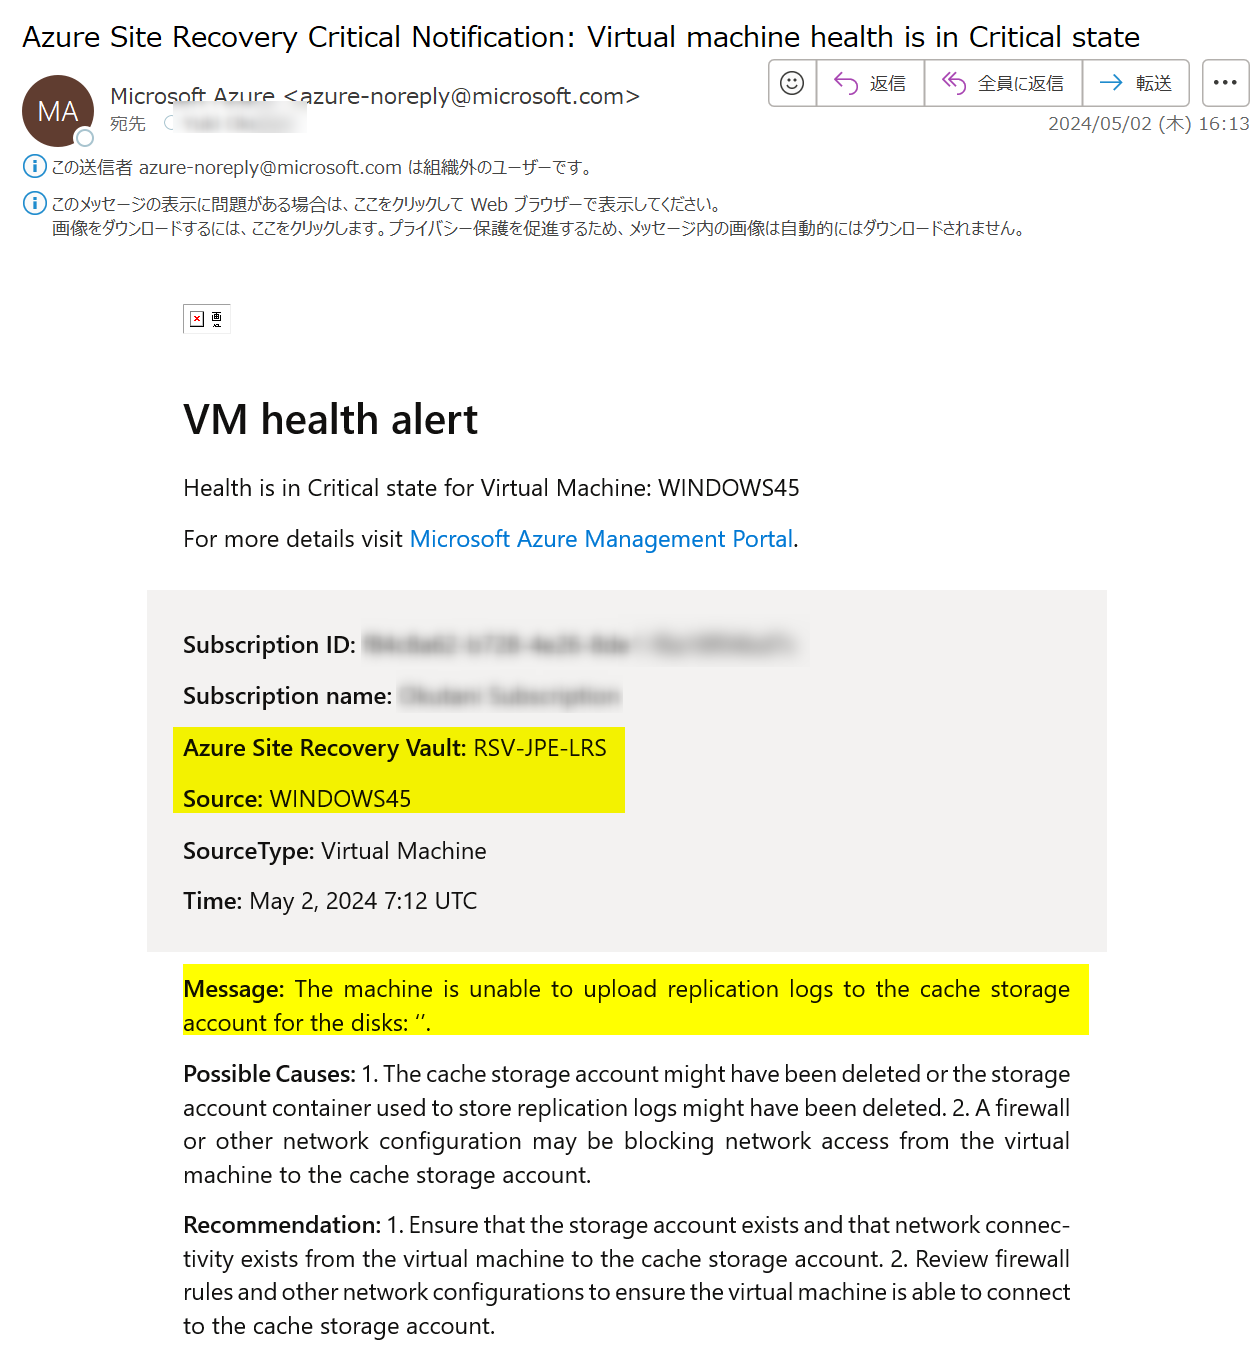 Azure Site Recovery Critical Notification: Virtual machine health is in Critical state
MA
Microsoft Azure <azure-noreply@microsoft.com>
返信
全員に返信
転送
宛先
2024/05/02 (木) 16:13
この送信者 azure-noreply@microsoft.com は組織外のユーザーです。
このメッセージの表示に問題がある場合は、ここをクリックして Web ブラウザーで表示してください。
画像をダウンロードするには、ここをクリックします。プライバシー保護を促進するため、メッセージ内の画像は自動的にはダウンロードされません。
VM health alert
Health is in Critical state for Virtual Machine: WINDOWS45
For more details visit Microsoft Azure Management Portal.
Subscription ID:
Subscription name:
Azure Site Recovery Vault: RSV-JPE-LRS
Source: WINDOWS45
SourceType: Virtual Machine
Time: May 2, 2024 7:12 UTC
Message: The machine is unable to upload replication logs to the cache storage
account for the disks: ‘’.
Possible Causes: 1. The cache storage account might have been deleted or the storage
account container used to store replication logs might have been deleted. 2. A firewall
or other network configuration may be blocking network access from the virtual
machine to the cache storage account.
Recommendation: 1. Ensure that the storage account exists and that network connec-
tivity exists from the virtual machine to the cache storage account. 2. Review firewall
rules and other network configurations to ensure the virtual machine is able to connect
to the cache storage account.